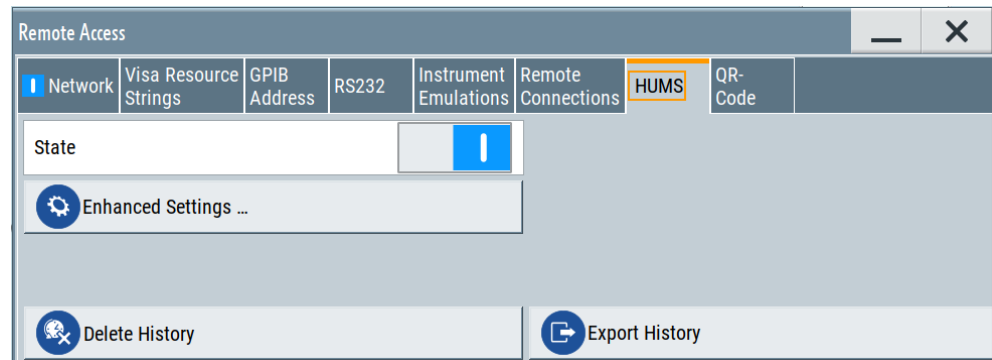 Remote Access
Network
Visa Resource
Strings
GPIB
Address
RS232
Instrument
Emulations
Remote
Connections
HUMS
QR-
Code
State
Enhanced Settings ...
Delete History
Export History